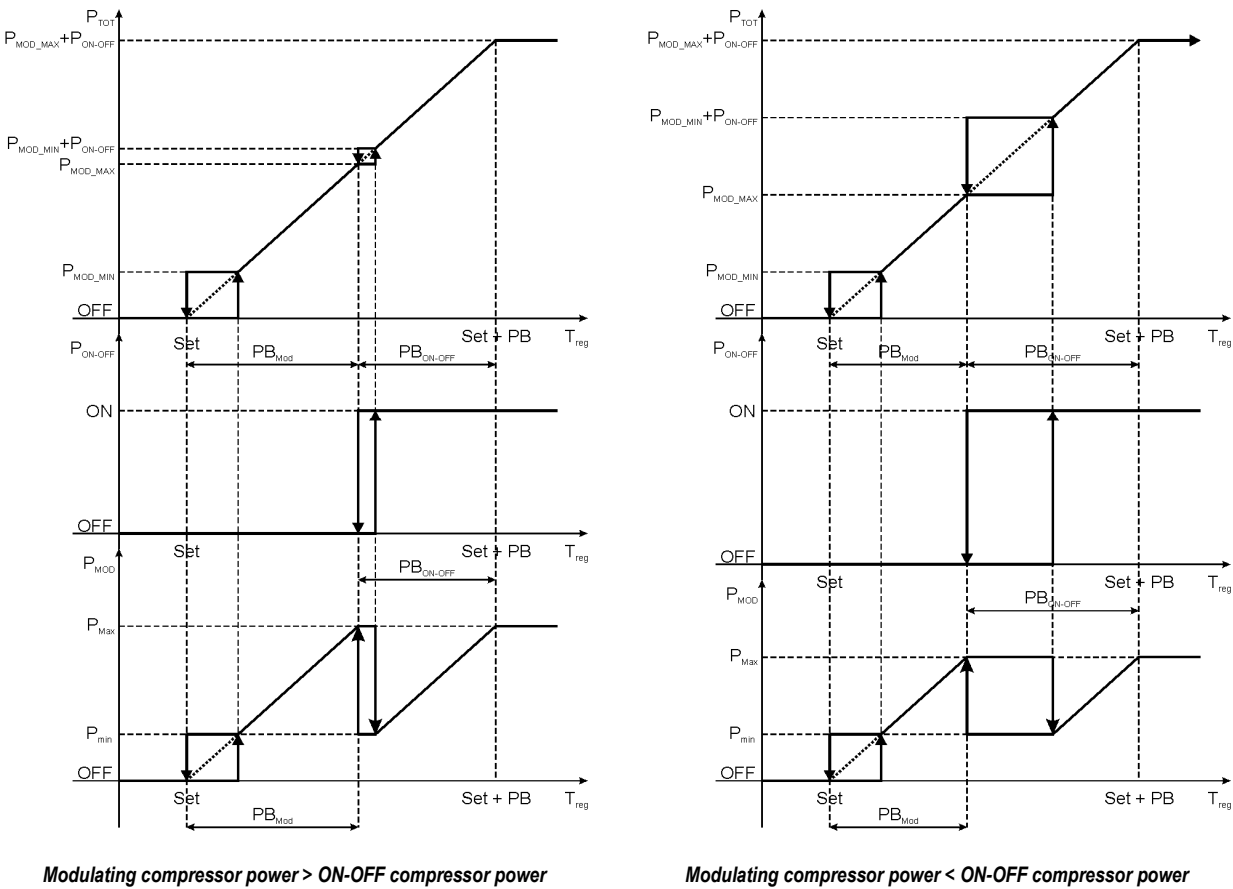 P_TOT
P_MOD_MAX+P_ON-OFF
P_MOD_MIN+P_ON-OFF
P_MOD_MAX
P_MOD_MIN
OFF
Set
Set + PB
T_reg
PB_Mod
PB_ON-OFF
P_ON-OFF
ON
OFF
Set
Set + PB
T_reg
PB_ON-OFF
P_MOD
P_Max
P_min
OFF
Set
Set + PB
T_reg
PB_Mod
Modulating compressor power > ON-OFF compressor power
P_TOT
P_MOD_MAX+P_ON-OFF
P_MOD_MIN+P_ON-OFF
P_MOD_MAX
P_MOD_MIN
OFF
Set
Set + PB
T_reg
PB_Mod
PB_ON-OFF
P_ON-OFF
ON
OFF
Set
Set + PB
T_reg
PB_ON-OFF
P_MOD
P_Max
P_min
OFF
Set
Set + PB
T_reg
PB_Mod
Modulating compressor power < ON-OFF compressor power